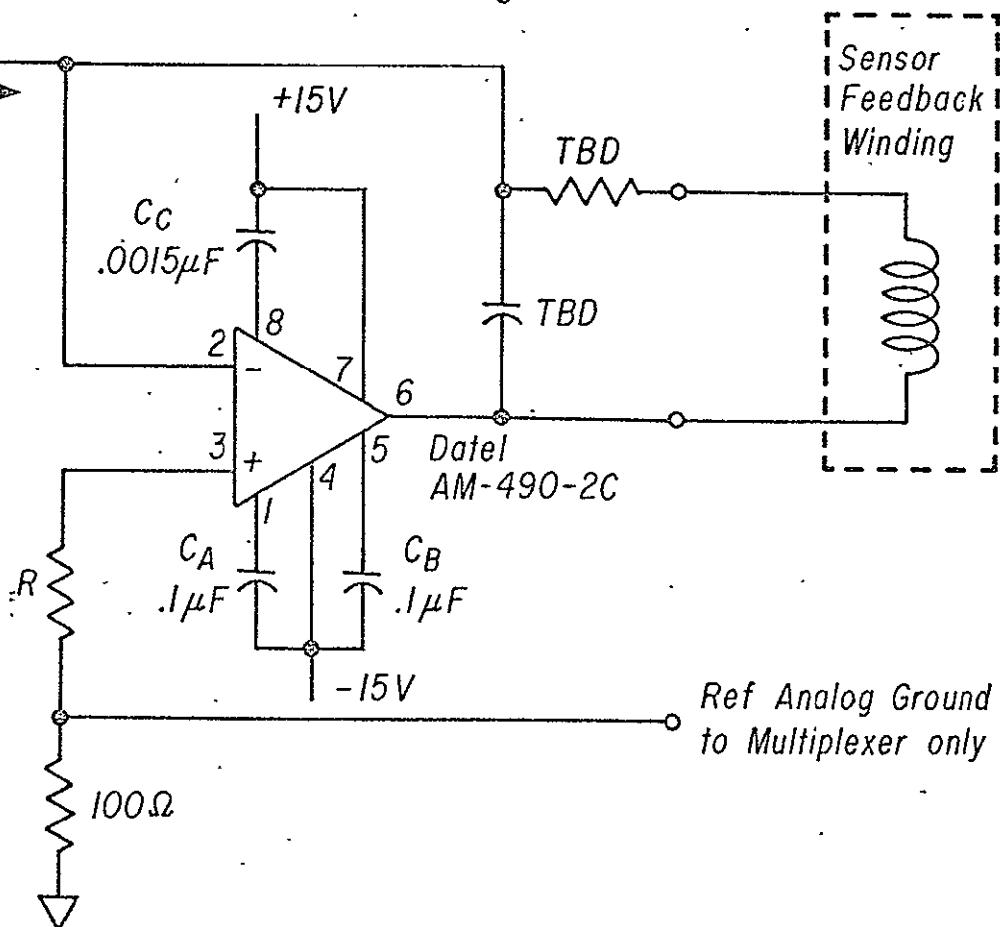 Sensor
Feedback
Winding
+15V
TBD
CC
.0015µF
TBD
8
2
-
7
6
3
+
5
4
1
Datel
AM-490-2C
CA
.1µF
CB
.1µF
R
-15V
Ref Analog Ground
to Multiplexer only
100Ω